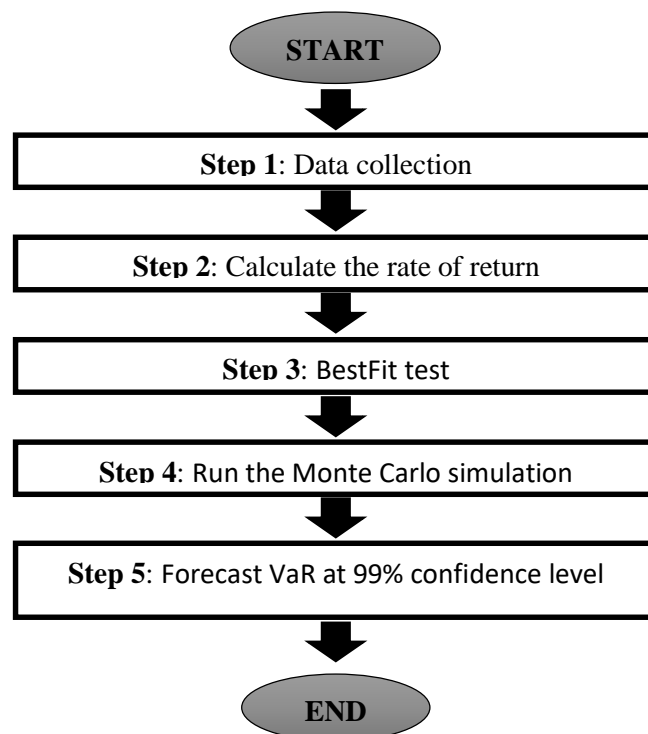 START
Step 1: Data collection
Step 2: Calculate the rate of return
Step 3: BestFit test
Step 4: Run the Monte Carlo simulation
Step 5: Forecast VaR at 99% confidence level
END